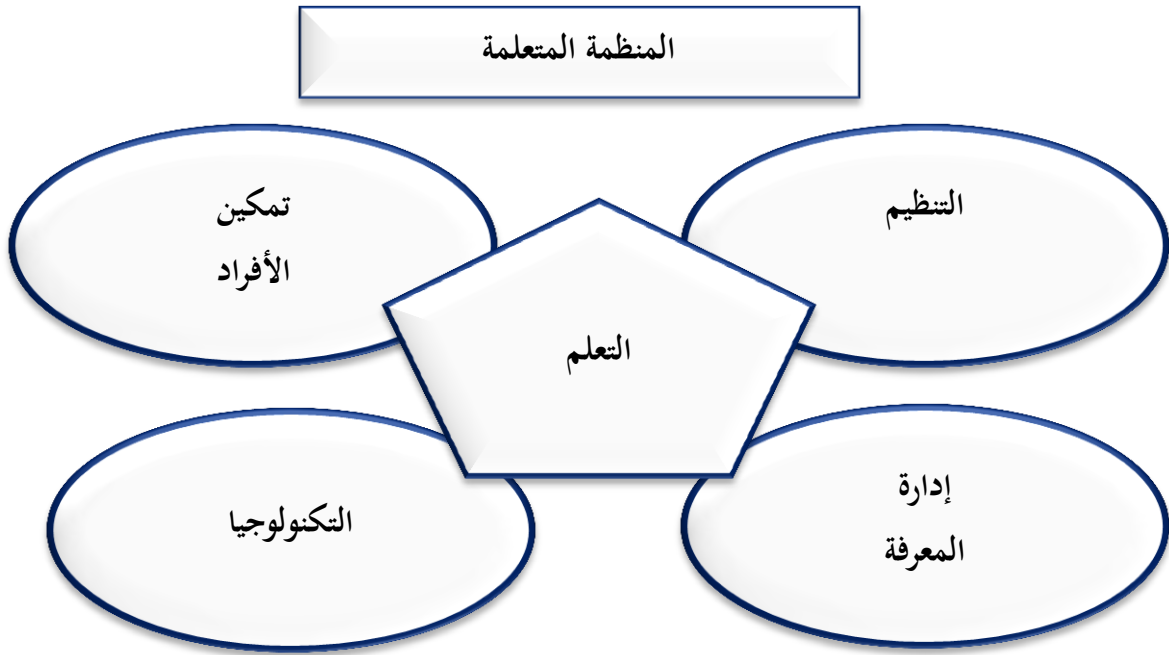 المنظمة المتعلمة
التنظيم
تمكين
الأفراد
التعلم
إدارة
المعرفة
التكنولوجيا